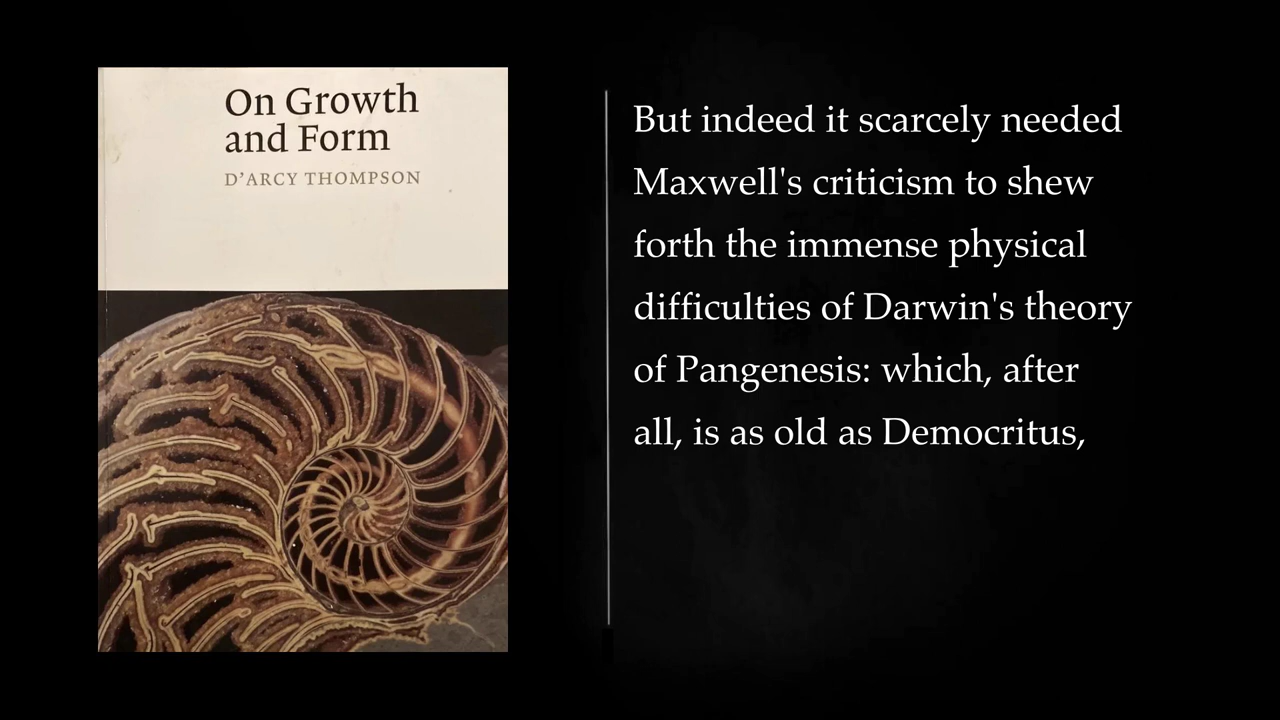 On Growth
and Form
D'ARCY THOMPSON
But indeed it scarcely needed
Maxwell's criticism to shew
forth the immense physical
difficulties of Darwin's theory
of Pangenesis: which, after
all, is as old as Democritus,